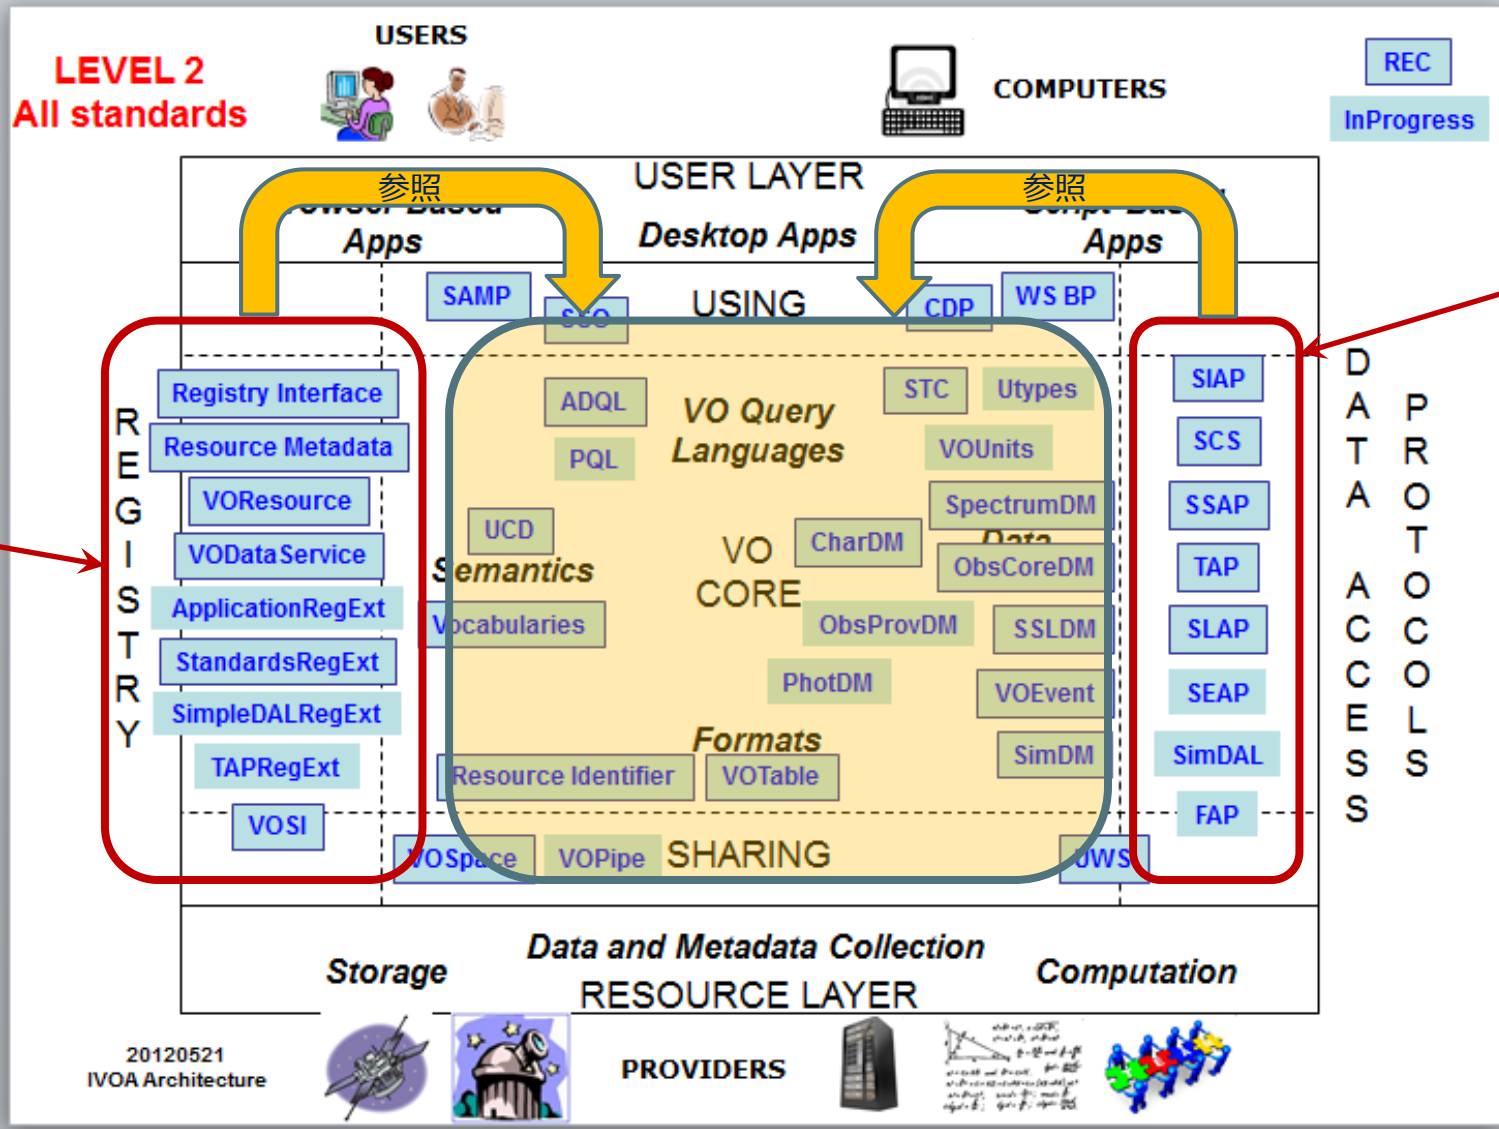 USERS
LEVEL 2
All standards
COMPUTERS
REC
InProgress
USER LAYER
参照
参照
Apps
Desktop Apps
Apps
SAMP
SSO
USING
CDP
WS BP
REGISTRY
Registry Interface
Resource Metadata
VOResource
VODataService
ApplicationRegExt
StandardsRegExt
SimpleDALRegExt
TAPRegExt
VOSI
ADQL
PQL
VO Query
Languages
STC
Utypes
VOUnits
SpectrumDM
UCD
Semantics
Vocabularies
VO
CORE
CharDM
Data
ObsCoreDM
ObsProvDM
SSLDM
PhotDM
VOEvent
Formats
SimDM
Resource Identifier
VOTable
VOSpace
VOPipe
SHARING
UWS
SIAP
SCS
SSAP
TAP
SLAP
SEAP
SimDAL
FAP
DATA ACCESS
PROTOCOLS
Data and Metadata Collection
Storage
Computation
RESOURCE LAYER
20120521
IVOA Architecture
PROVIDERS